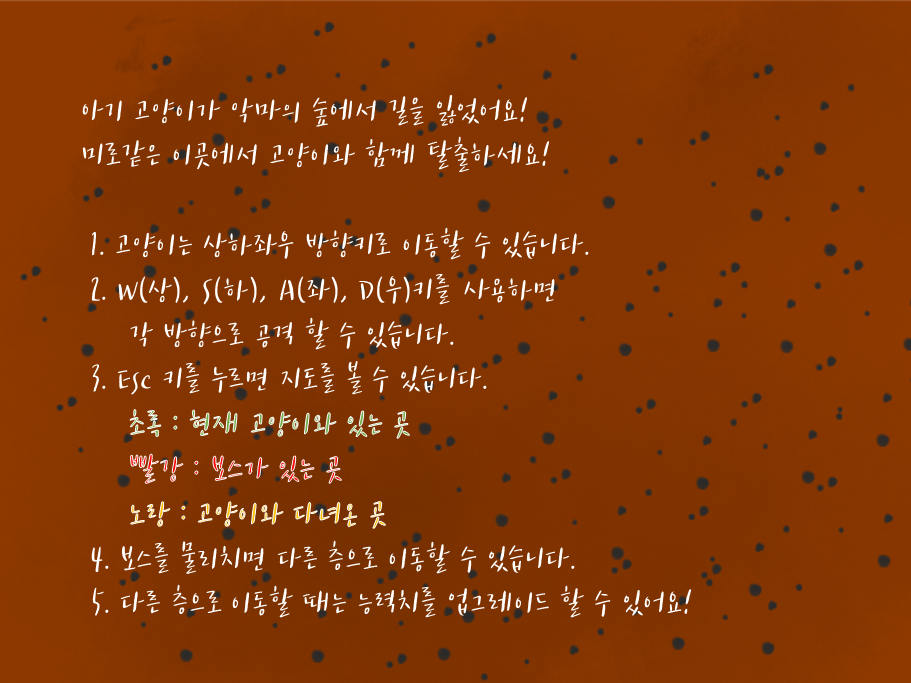 아기 고양이가 악마의 숲에서 길을 잃었어요!
미로같은 이곳에서 고양이와 함께 탈출하세요!
1. 고양이는 상하좌우 방향키로 이동할 수 있습니다.
2. W(상), S(하), A(좌), D(우)키를 사용하면
각 방향으로 공격 할 수 있습니다.
3. Esc 키를 누르면 지도를 볼 수 있습니다.
초록 : 현재 고양이와 있는 곳
빨강 : 보스가 있는 곳
노랑 : 고양이와 다녀온 곳
4. 보스를 물리치면 다른 층으로 이동할 수 있습니다.
5. 다른 층으로 이동할 때는 능력치를 업그레이드 할 수 있어요!